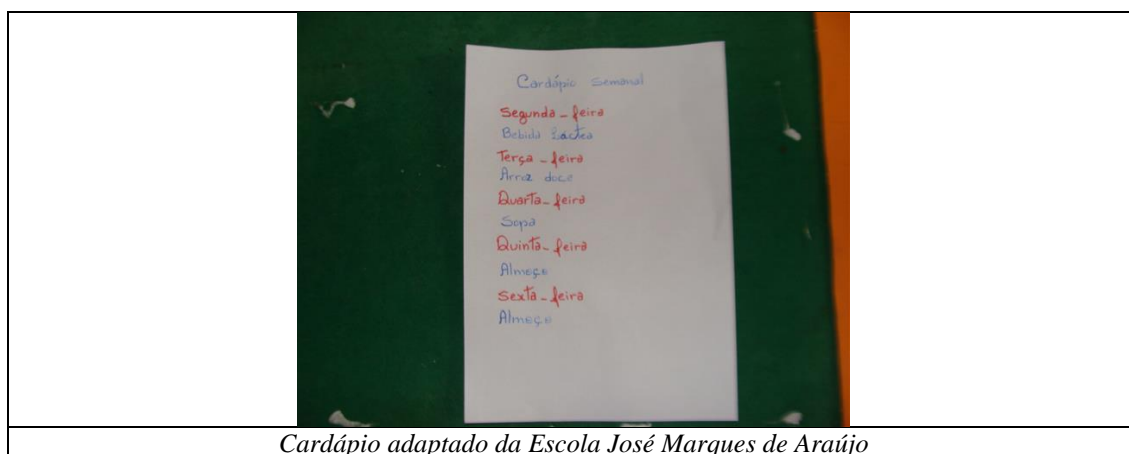 Cardápio Semanal
Segunda-feira
Bebida Láctea
Terça-feira
Arroz doce
Quarta-feira
Sopa
Quinta-feira
Almoço
Sexta-feira
Almoço
Cardápio adaptado da Escola José Marques de Araújo